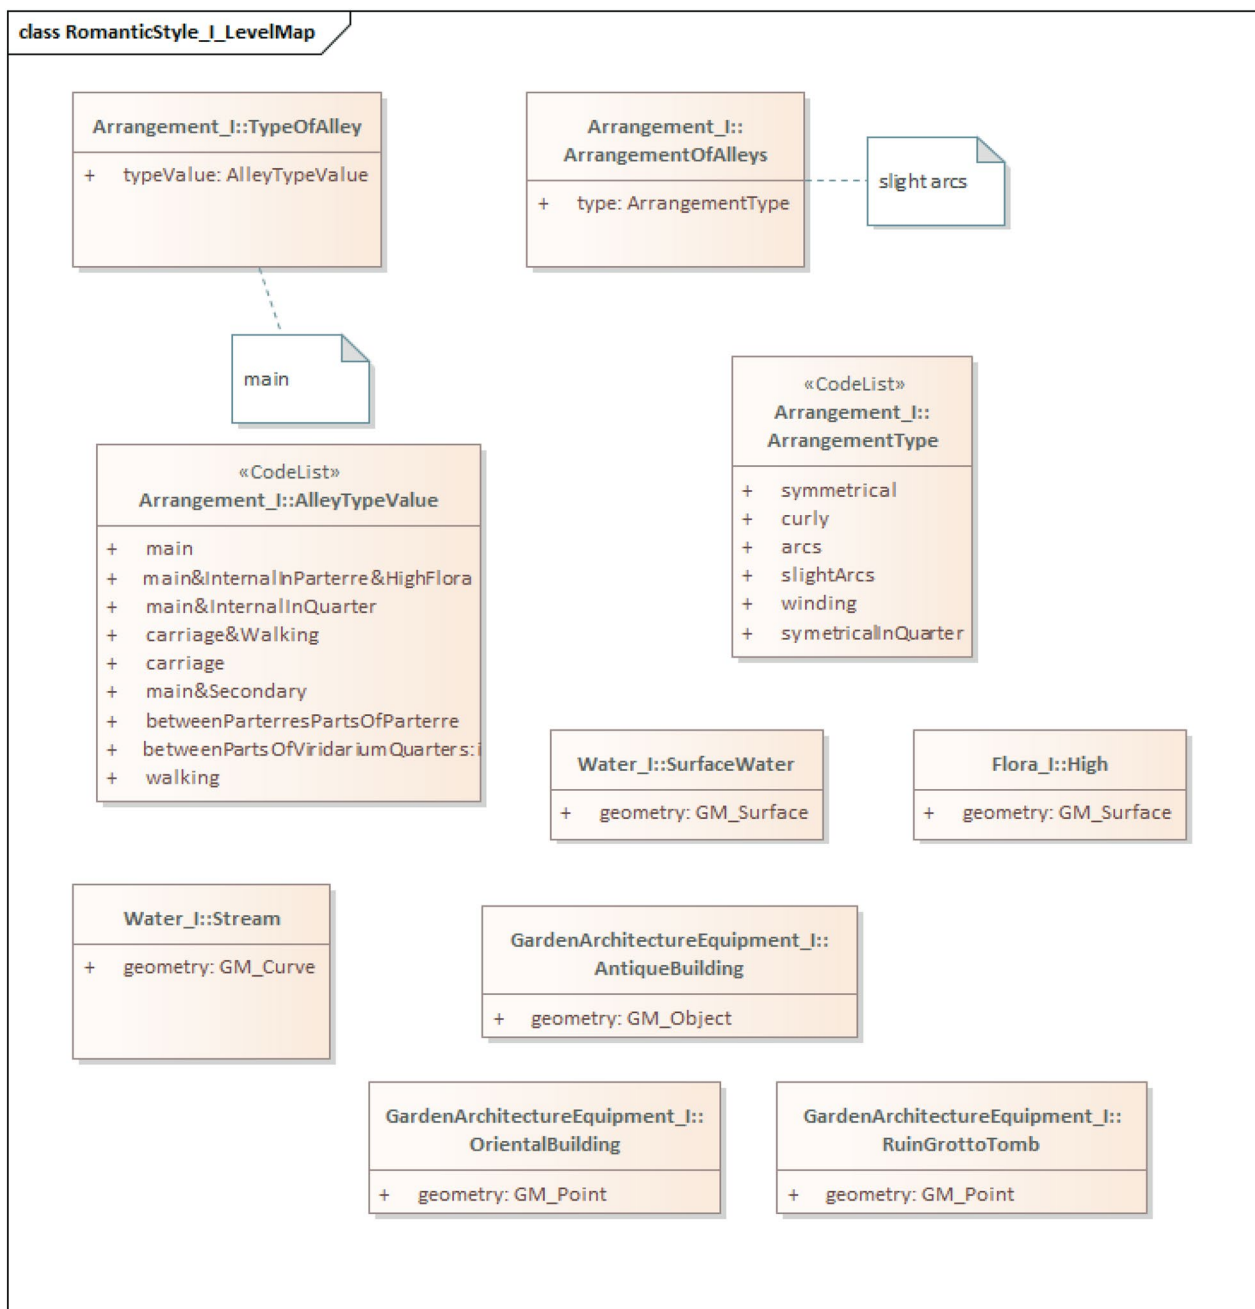 class RomanticStyle_I_LevelMap
Arrangement_I::TypeOfAlley
+ typeValue: AlleyTypeValue
main
Arrangement_I::
ArrangementOfAlleys
+ type: ArrangementType
slight arcs
«CodeList»
Arrangement_I::AlleyTypeValue
+ main
+ main&InternalInParterre&HighFlora
+ main&InternalInQuarter
+ carriage&Walking
+ carriage
+ main&Secondary
+ betweenParterresPartsOfParterre
+ betweenPartsOfViridariumQuarters:i
+ walking
«CodeList»
Arrangement_I::
ArrangementType
+ symmetrical
+ curly
+ arcs
+ slightArcs
+ winding
+ symetricalInQuarter
Water_I::SurfaceWater
+ geometry: GM_Surface
Flora_I::High
+ geometry: GM_Surface
Water_I::Stream
+ geometry: GM_Curve
GardenArchitectureEquipment_I::
AntiqueBuilding
+ geometry: GM_Object
GardenArchitectureEquipment_I::
OrientalBuilding
+ geometry: GM_Point
GardenArchitectureEquipment_I::
RuinGrottoTomb
+ geometry: GM_Point